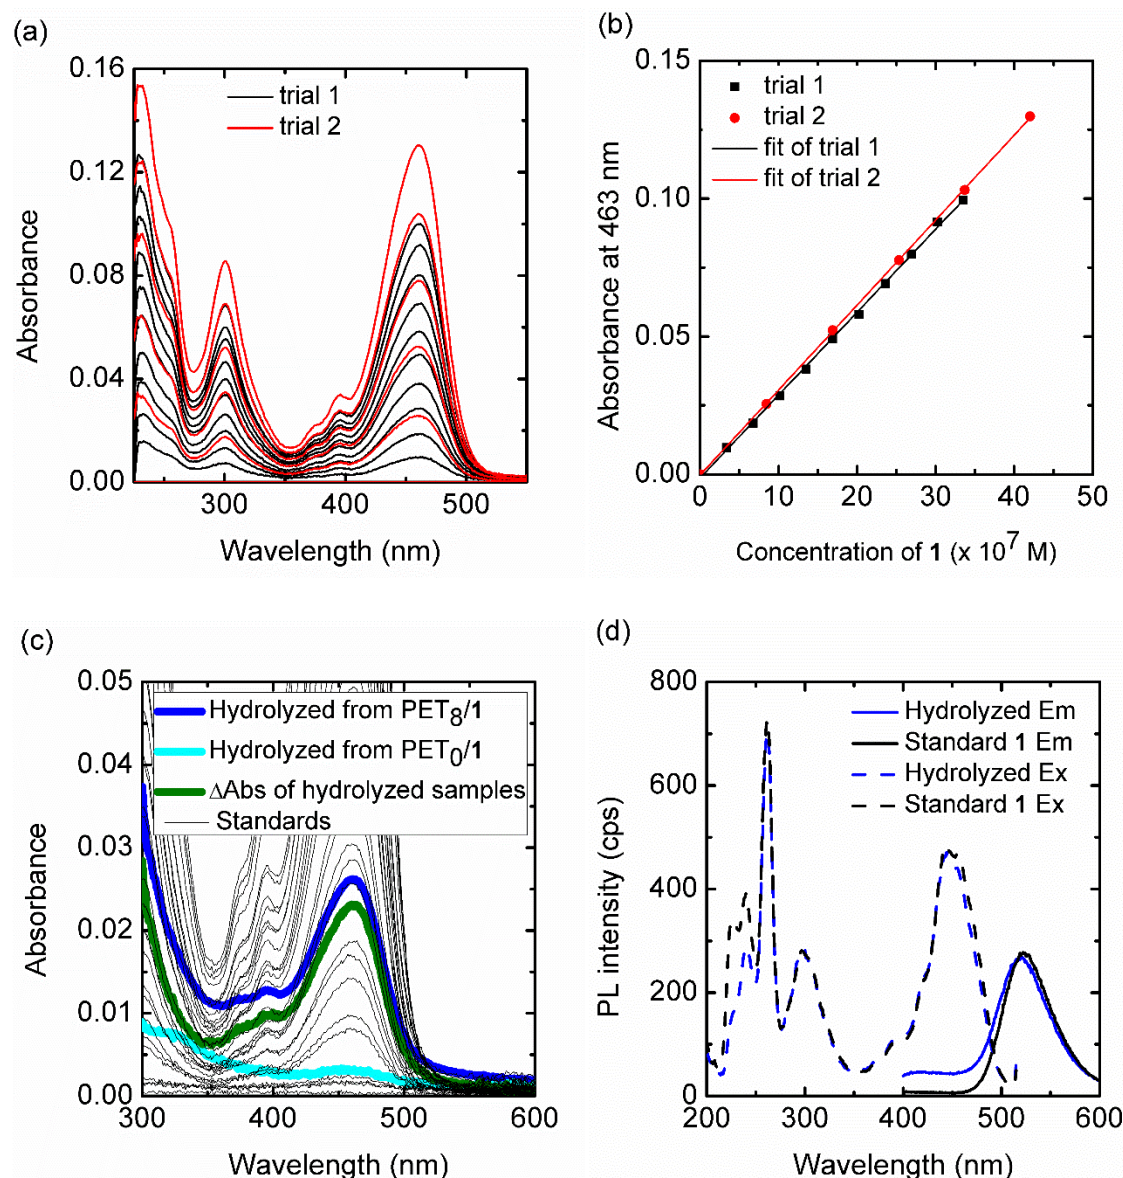 (a)
0.16
0.12
0.08
0.04
0.00
Absorbance
trial 1
trial 2
300
400
500
Wavelength (nm)
(b)
0.15
0.10
0.05
0.00
Absorbance at 463 nm
trial 1
trial 2
fit of trial 1
fit of trial 2
0
10
20
30
40
50
Concentration of 1 (x 10⁷ M)
(c)
0.05
0.04
0.03
0.02
0.01
0.00
Absorbance
Hydrolyzed from PET₈/1
Hydrolyzed from PET₀/1
ΔAbs of hydrolyzed samples
Standards
300
400
500
600
Wavelength (nm)
(d)
800
600
400
200
0
PL intensity (cps)
Hydrolyzed Em
Standard 1 Em
Hydrolyzed Ex
Standard 1 Ex
200
300
400
500
600
Wavelength (nm)